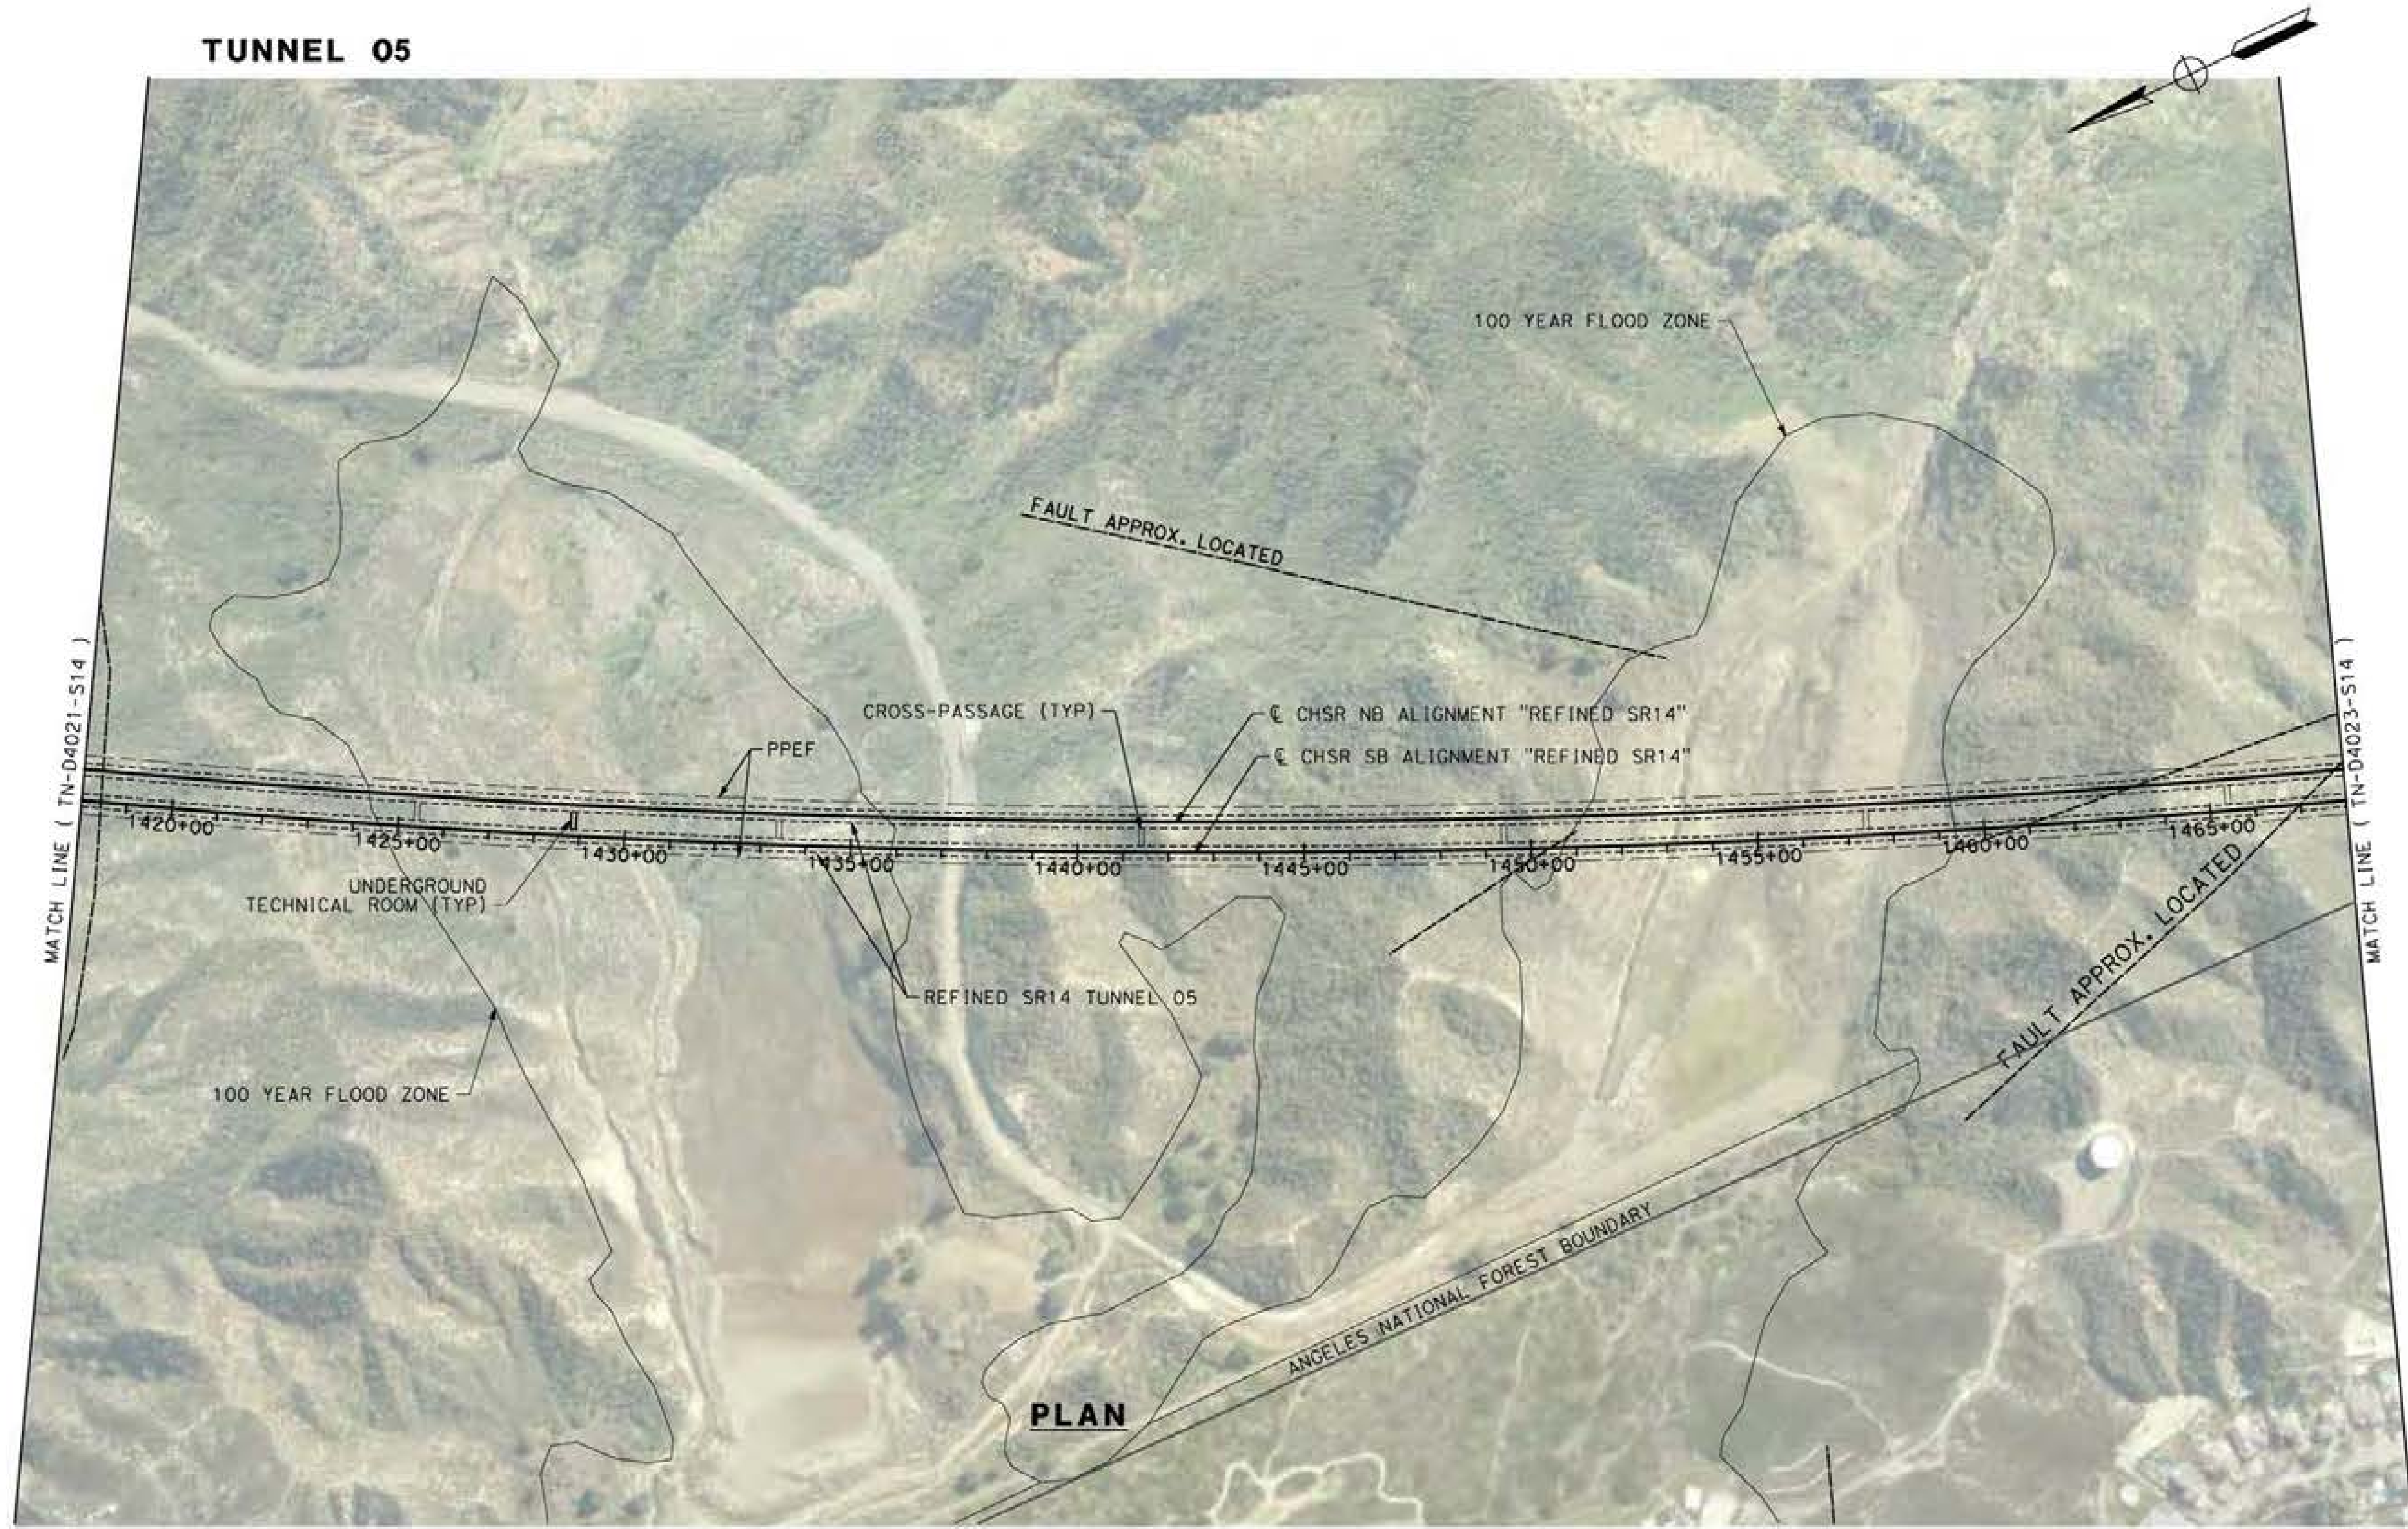 TUNNEL 05
100 YEAR FLOOD ZONE
FAULT APPROX. LOCATED
MATCH LINE ( TN-D4021-S14 )
MATCH LINE ( TN-D4023-S14 )
CROSS-PASSAGE (TYP)
℄ CHSR NB ALIGNMENT "REFINED SR14"
PPEF
℄ CHSR SB ALIGNMENT "REFINED SR14"
1420+00
1425+00
1430+00
1435+00
1440+00
1445+00
1450+00
1455+00
1460+00
1465+00
UNDERGROUND
TECHNICAL ROOM (TYP)
FAULT APPROX. LOCATED
REFINED SR14 TUNNEL 05
100 YEAR FLOOD ZONE
ANGELES NATIONAL FOREST BOUNDARY
PLAN